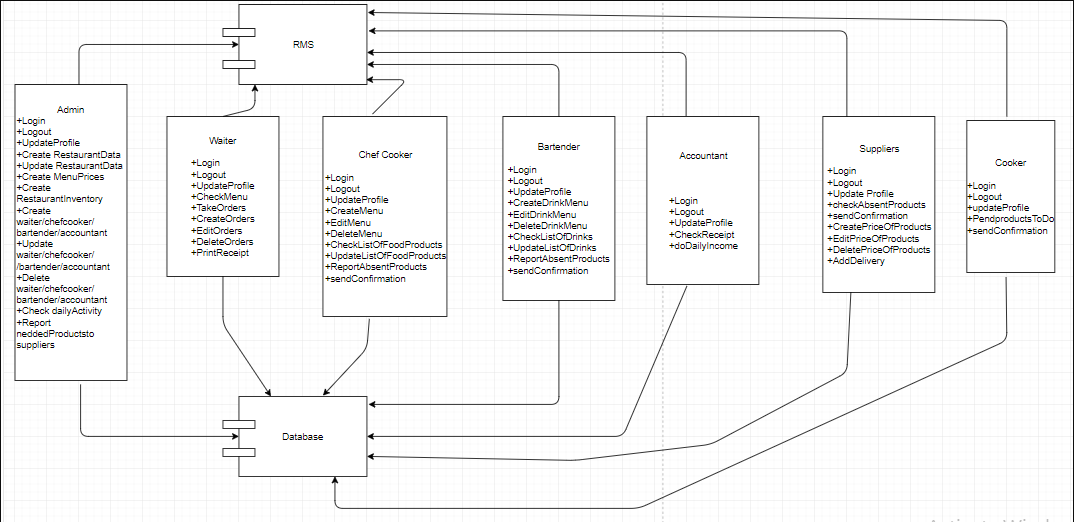 RMS
Admin
+Login
+Logout
+UpdateProfile
+Create RestaurantData
+Update RestaurantData
+Create MenuPrices
+Create
RestaurantInventory
+Create
waiter/chefcooker/
bartender/accountant
+Update
waiter/chefcooker/
/bartender/accountant
+Delete
waiter/chefcooker/
bartender/accountant
+Check dailyActivity
+Report
neddedProductsto
suppliers
Waiter
+Login
+Logout
+UpdateProfile
+CheckMenu
+TakeOrders
+CreateOrders
+EditOrders
+DeleteOrders
+PrintReceipt
Chef Cooker
+Login
+Logout
+UpdateProfile
+CreateMenu
+EditMenu
+DeleteMenu
+CheckListOfFoodProducts
+UpdateListOfFoodProducts
+ReportAbsentProducts
+sendConfirmation
Bartender
+Login
+Logout
+UpdateProfile
+CreateDrinkMenu
+EditDrinkMenu
+DeleteDrinkMenu
+CheckListOfDrinks
+UpdateListOfDrinks
+ReportAbsentProducts
+sendConfirmation
Accountant
+Login
+Logout
+UpdateProfile
+CheckReceipt
+doDailyIncome
Suppliers
+Login
+Logout
+Update Profile
+checkAbsentProducts
+sendConfirmation
+CreatePriceOfProducts
+EditPriceOfProducts
+DeletePriceOfProducts
+AddDelivery
Cooker
+Login
+Logout
+updateProfile
+PendproductsToDo
+sendConfirmation
Database